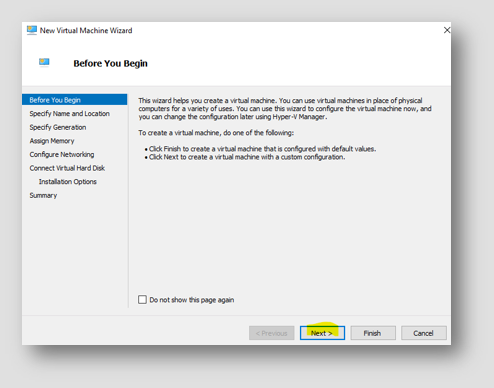 New Virtual Machine Wizard
Before You Begin
Before You Begin
Specify Name and Location
Specify Generation
Assign Memory
Configure Networking
Connect Virtual Hard Disk
Installation Options
Summary
This wizard helps you create a virtual machine. You can use virtual machines in place of physical
computers for a variety of uses. You can use this wizard to configure the virtual machine now, and
you can change the configuration later using Hyper-V Manager.
To create a virtual machine, do one of the following:
• Click Finish to create a virtual machine that is configured with default values.
• Click Next to create a virtual machine with a custom configuration.
Do not show this page again
< Previous
Next >
Finish
Cancel